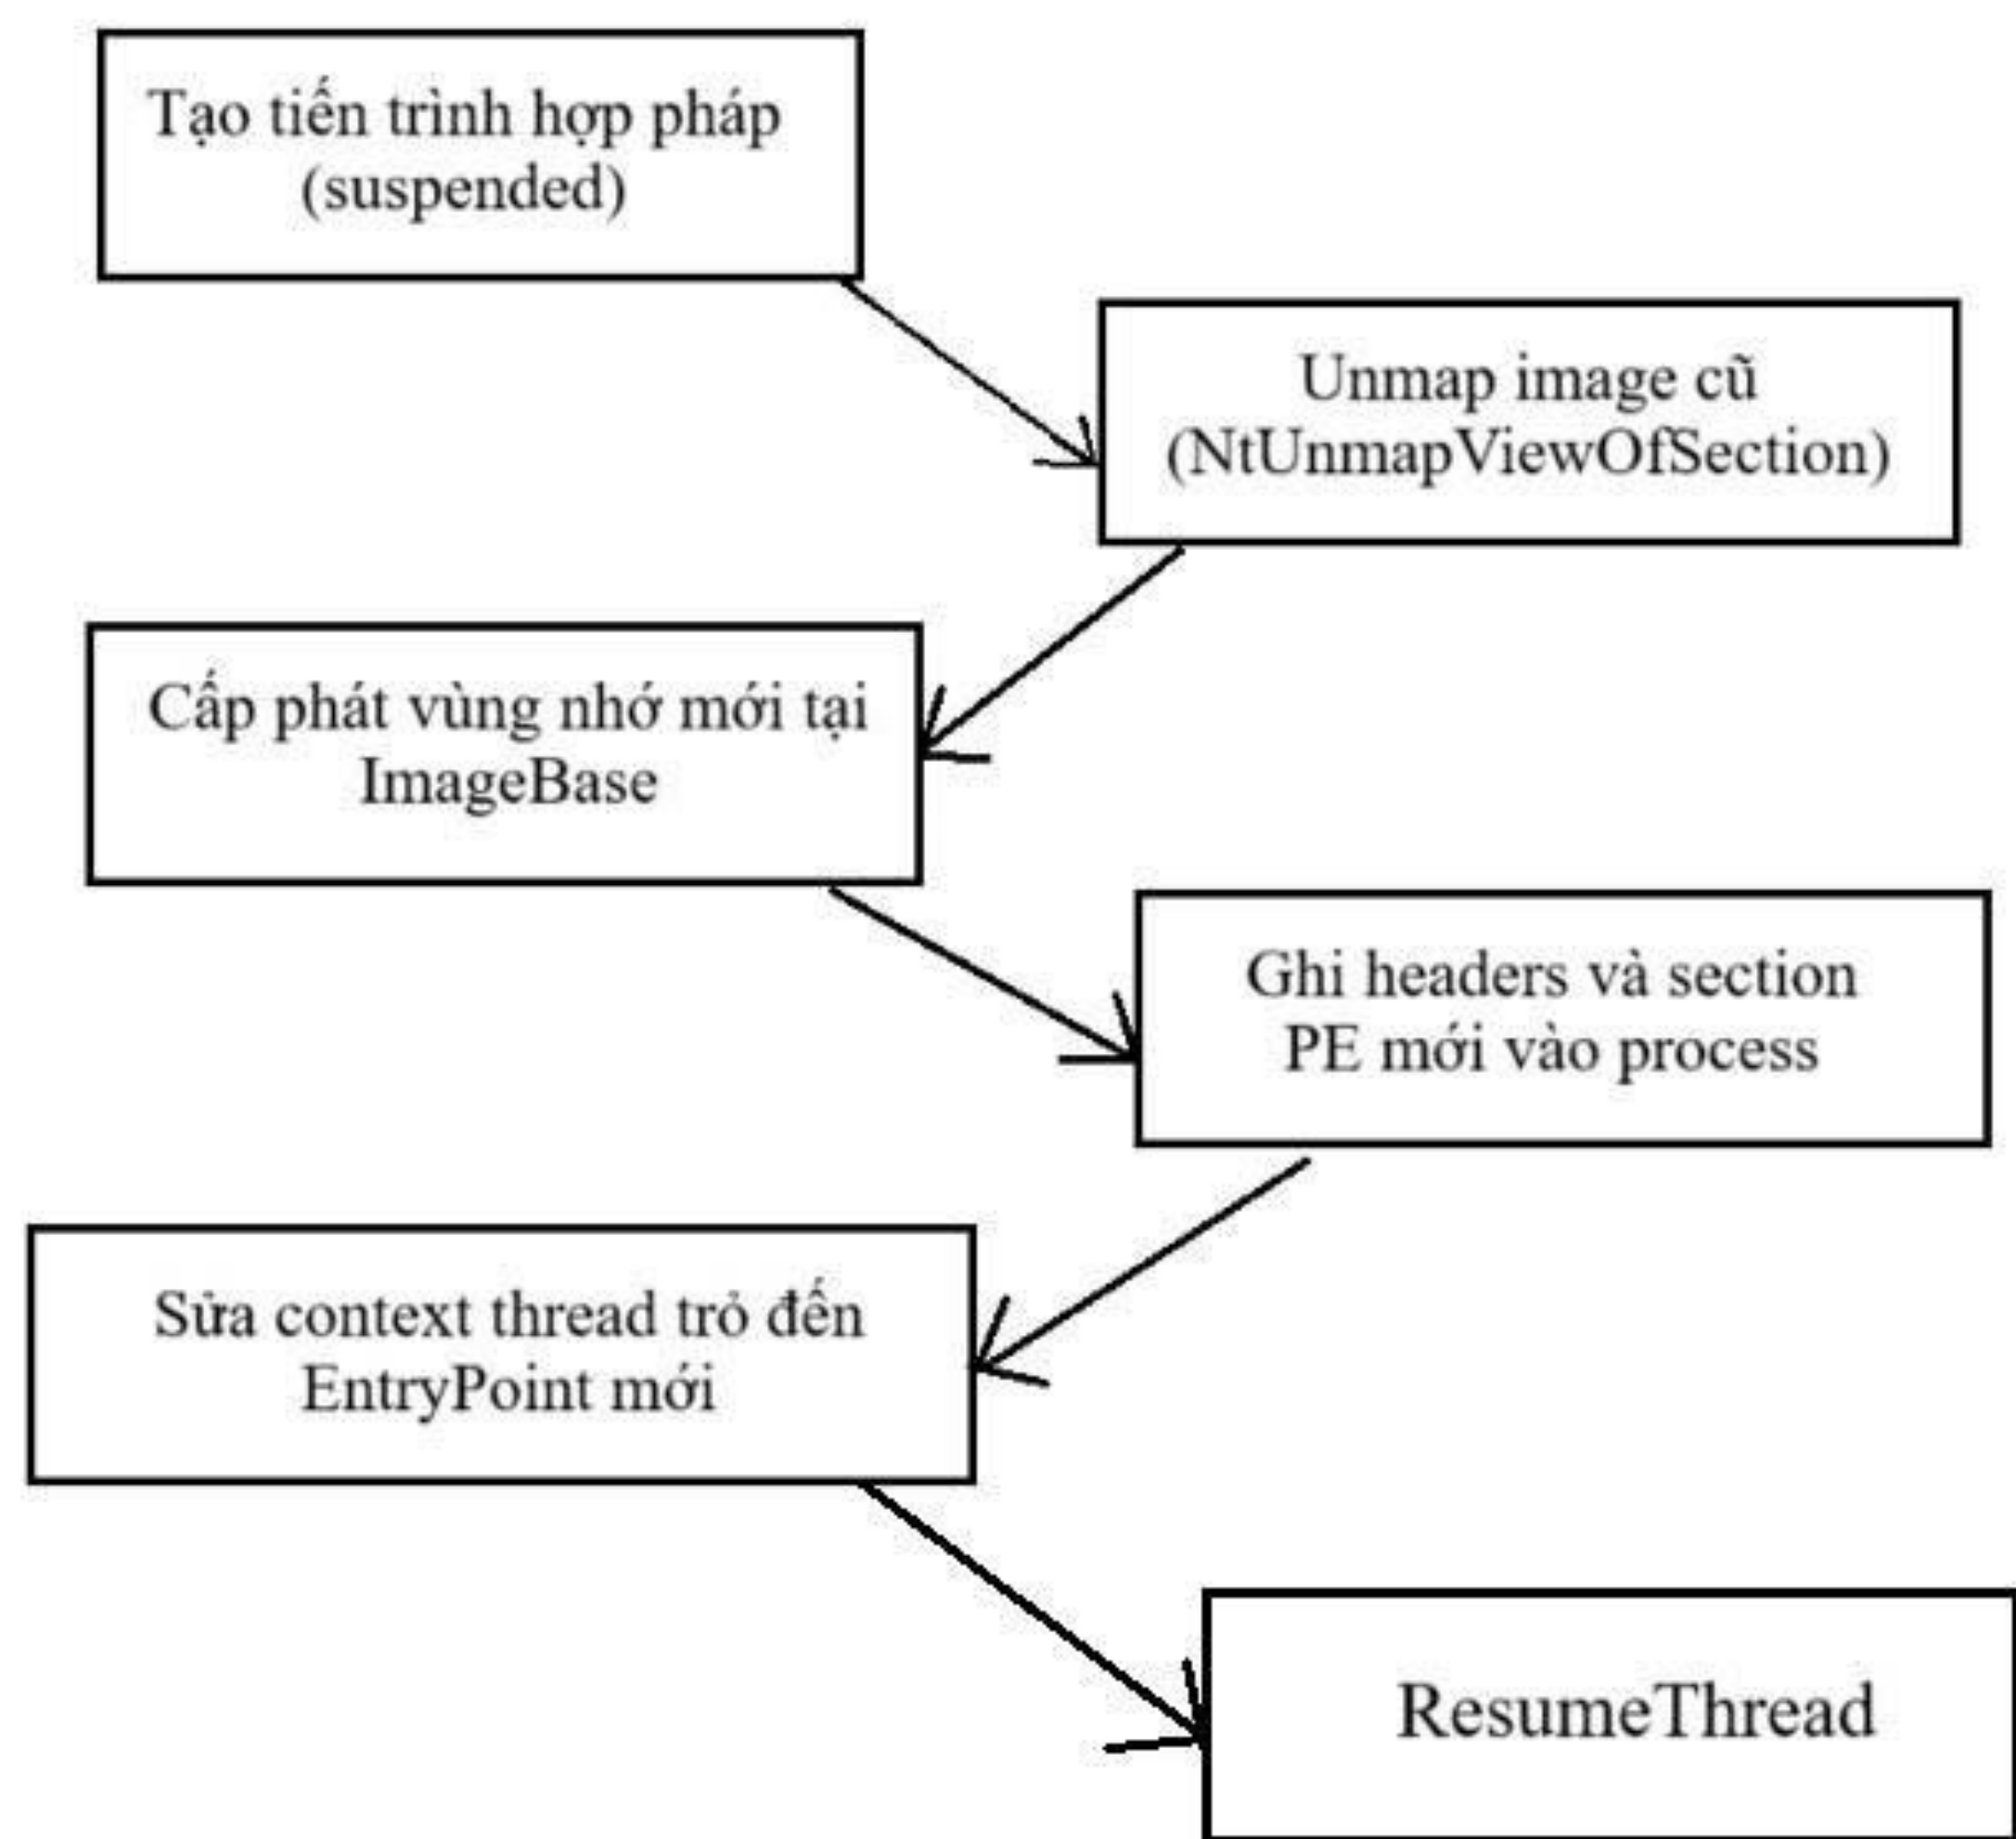 Tạo tiến trình hợp pháp
(suspended)
Unmap image cũ
(NtUnmapViewOfSection)
Cấp phát vùng nhớ mới tại
ImageBase
Ghi headers và section
PE mới vào process
Sửa context thread trỏ đến
EntryPoint mới
ResumeThread